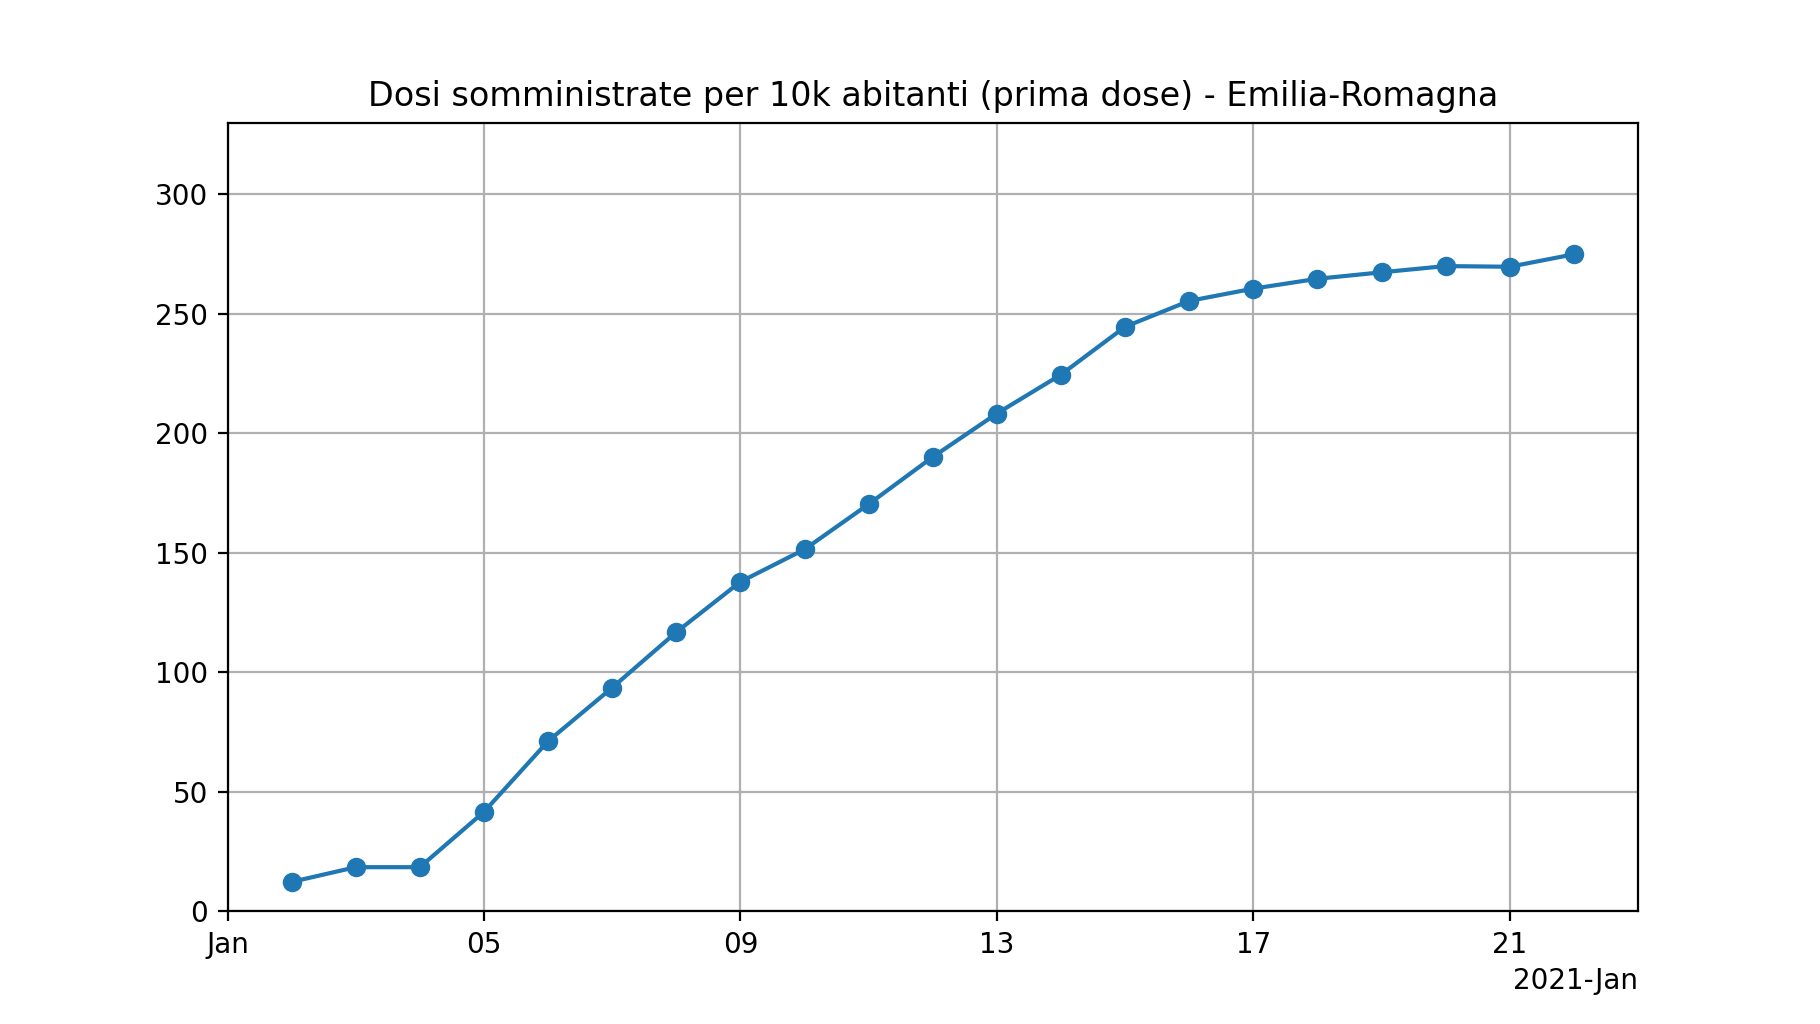 Dosi somministrate per 10k abitanti (prima dose) - Emilia-Romagna
300
250
200
150
100
50
0
Jan 05 09 13 17 21
2021-Jan